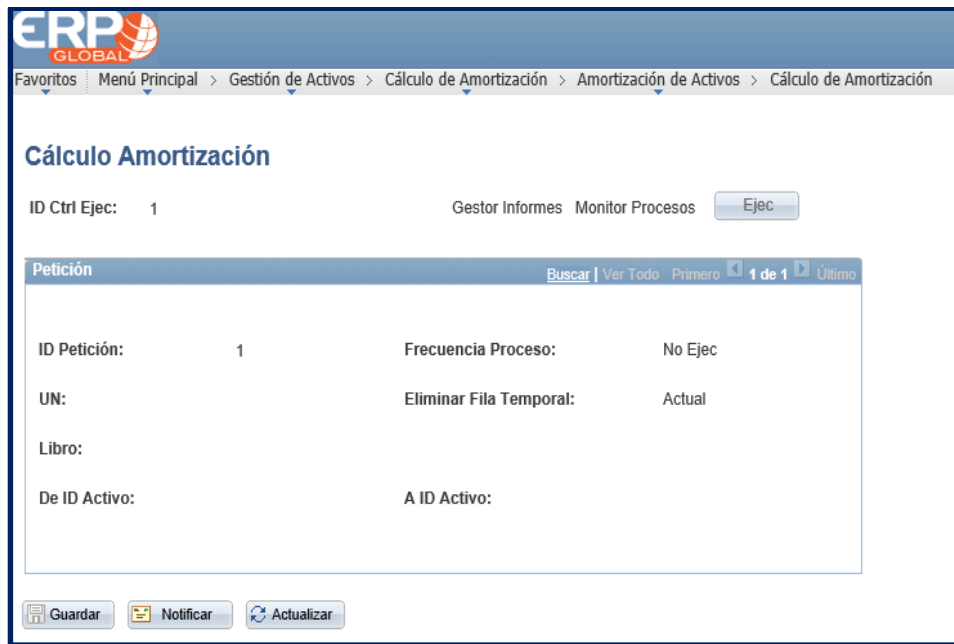 ERP
GLOBAL
Favoritos Menú Principal > Gestión de Activos > Cálculo de Amortización > Amortización de Activos > Cálculo de Amortización
Cálculo Amortización
ID Ctrl Ejec: 1 Gestor Informes Monitor Procesos Ejec
Petición Buscar | Ver Todo Primero 1 de 1 Último
ID Petición: 1 Frecuencia Proceso: No Ejec
UN: Eliminar Fila Temporal: Actual
Libro:
De ID Activo: A ID Activo:
Guardar Notificar Actualizar